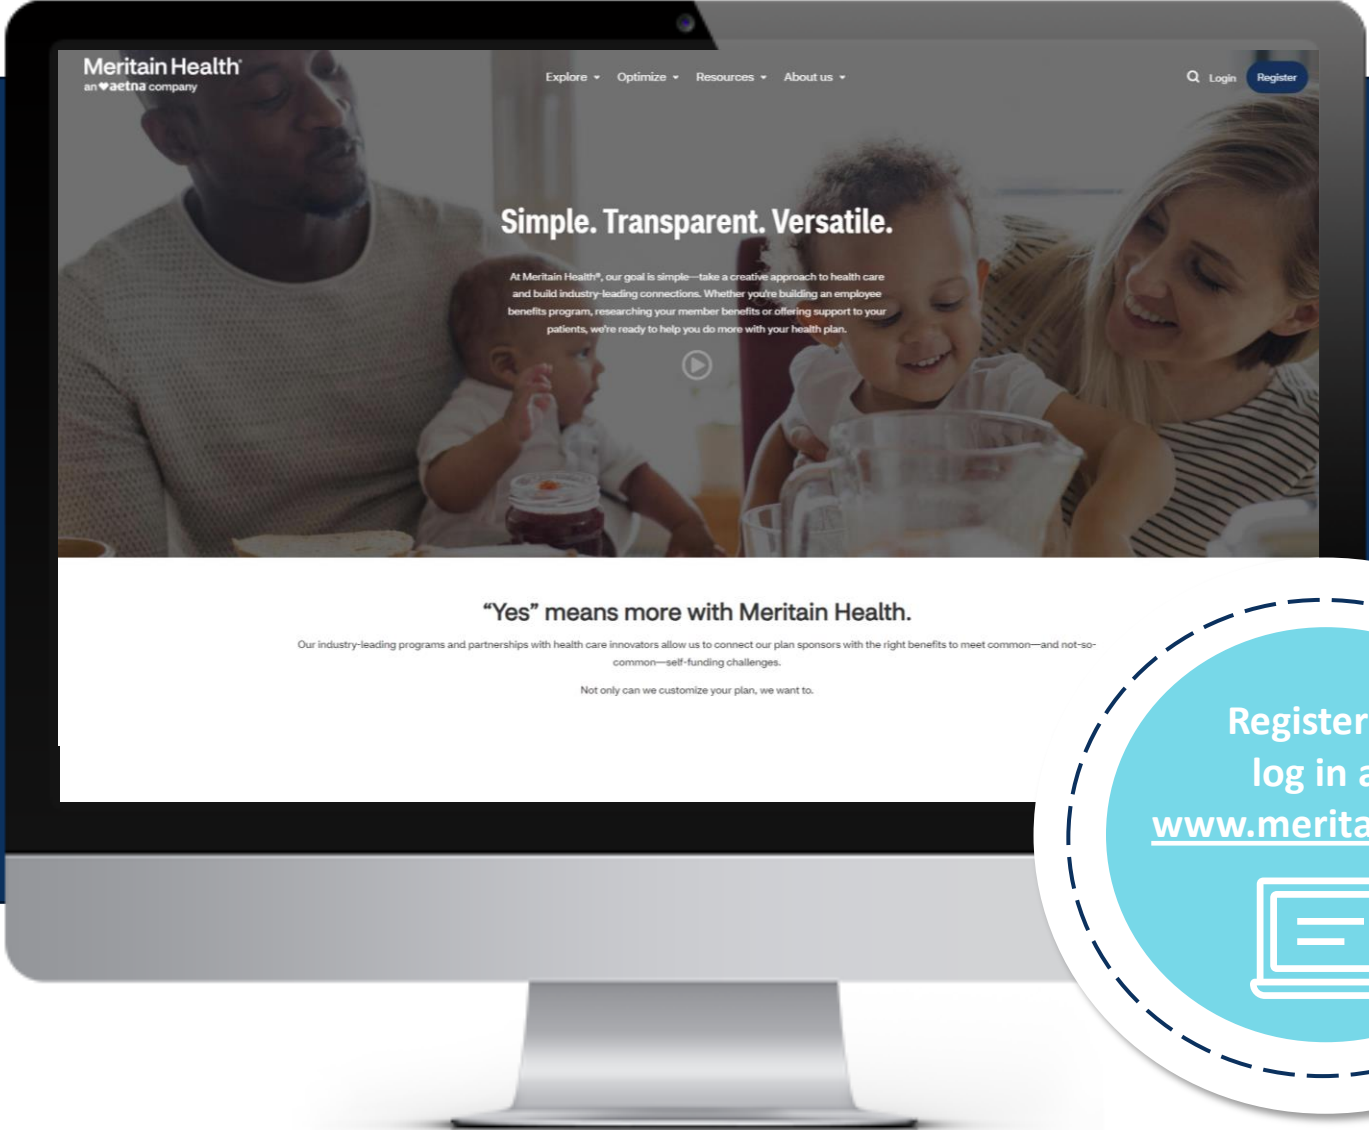 Meritain Health®
an aetna company
Explore Optimize Resources About us
Login Register
Simple. Transparent. Versatile.
At Meritain Health®, our goal is simple—take a creative approach to health care
and build industry-leading connections. Whether you're building an employee
benefits program, researching your member benefits or offering support to your
patients, we're ready to help you do more with your health plan.
“Yes” means more with Meritain Health.
Our industry-leading programs and partnerships with health care innovators allow us to connect our plan sponsors with the right benefits to meet common—and not-so-
common—self-funding challenges.
Not only can we customize your plan, we want to.
Register
log in
www.merita